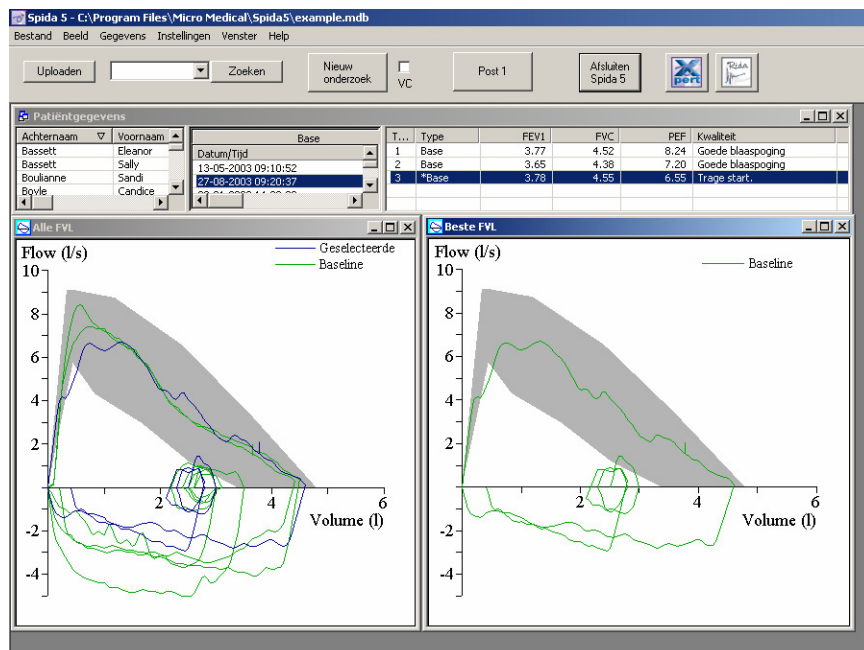 Spida 5 - C:\Program Files\Micro Medical\Spida5\example.mdb
Bestand Beeld Gegevens Instellingen Venster Help
Uploaden Zoeken Nieuw onderzoek VC Post 1 Afsluiten Spida 5 Xpert Rida
Patiëntgegevens
Achternaam Voornaam
Bassett Eleanor
Bassett Sally
Boulianne Sandi
Boyle Candice
Base
Datum/Tijd
13-05-2003 09:10:52
27-08-2003 09:20:37
T... Type FEV1 FVC PEF Kwaliteit
1 Base 3.77 4.52 8.24 Goede blaaspoging
2 Base 3.65 4.38 7.20 Goede blaaspoging
3 *Base 3.78 4.55 6.55 Trage start.
Alle FVL
Flow (l/s)
Geselecteerde
Baseline
10
8
6
4
2
2 4 6
Volume (l)
-2
-4
Beste FVL
Flow (l/s)
Baseline
10
8
6
4
2
2 4 6
Volume (l)
-2
-4